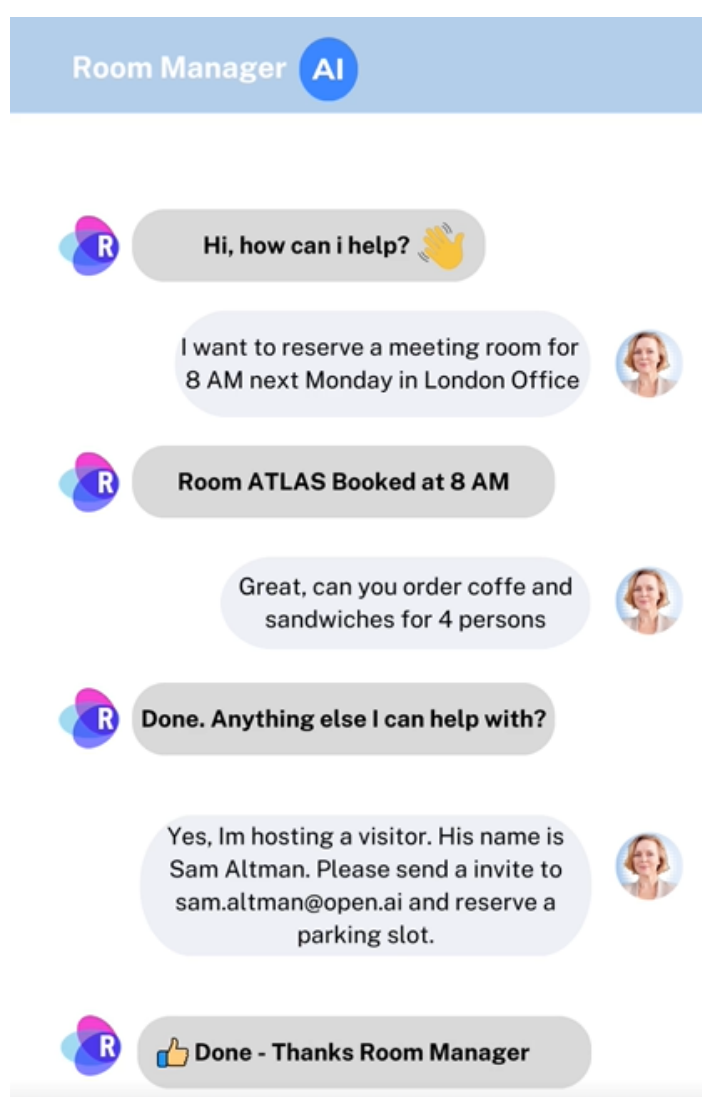 Room Manager AI
R
Hi, how can i help? 👋
I want to reserve a meeting room for
8 AM next Monday in London Office
R
Room ATLAS Booked at 8 AM
Great, can you order coffe and
sandwiches for 4 persons
R
Done. Anything else I can help with?
Yes, Im hosting a visitor. His name is
Sam Altman. Please send a invite to
sam.altman@open.ai and reserve a
parking slot.
R
👍 Done - Thanks Room Manager